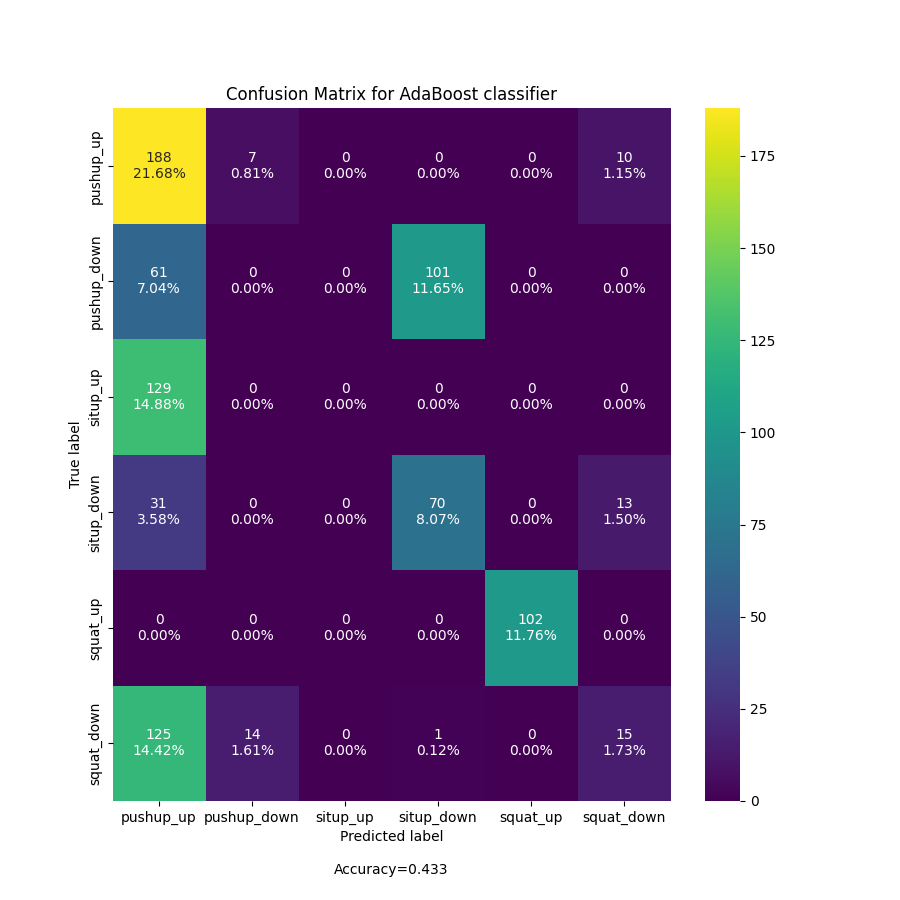 Confusion Matrix for AdaBoost classifier
pushup_up
188 7 0 0 0 10
21.68% 0.81% 0.00% 0.00% 0.00% 1.15%
pushup_down
61 0 0 101 0 0
7.04% 0.00% 0.00% 11.65% 0.00% 0.00%
situp_up
129 0 0 0 0 0
14.88% 0.00% 0.00% 0.00% 0.00% 0.00%
True label
situp_down
31 0 0 70 0 13
3.58% 0.00% 0.00% 8.07% 0.00% 1.50%
squat_up
0 0 0 0 102 0
0.00% 0.00% 0.00% 0.00% 11.76% 0.00%
squat_down
125 14 0 1 0 15
14.42% 1.61% 0.00% 0.12% 0.00% 1.73%
pushup_up pushup_down situp_up situp_down squat_up squat_down
Predicted label
Accuracy=0.433
175
150
125
100
75
50
25
0